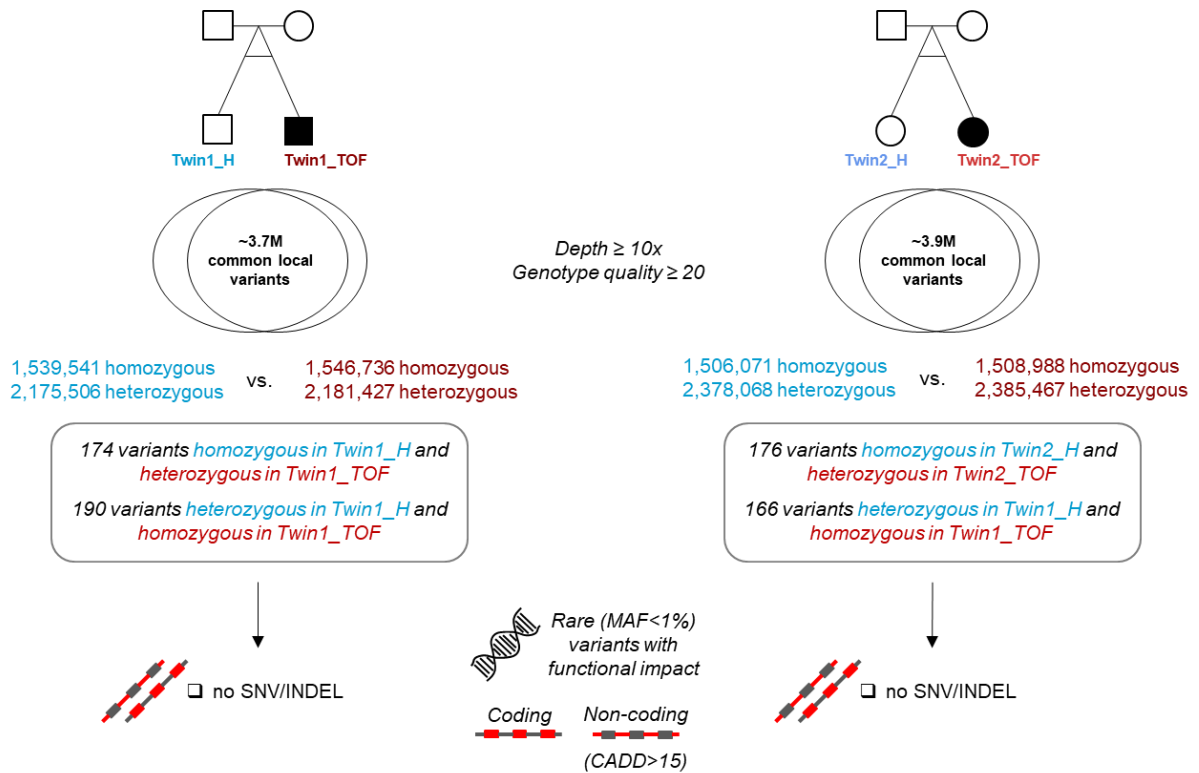 Twin1_H
Twin1_TOF
~3.7M
common local
variants
1,539,541 homozygous
2,175,506 heterozygous
vs.
1,546,736 homozygous
2,181,427 heterozygous
174 variants homozygous in Twin1_H and
heterozygous in Twin1_TOF
190 variants heterozygous in Twin1_H and
homozygous in Twin1_TOF
no SNV/INDEL
Depth ≥ 10x
Genotype quality ≥ 20
Rare (MAF<1%)
variants with
functional impact
Coding
Non-coding
(CADD>15)
Twin2_H
Twin2_TOF
~3.9M
common local
variants
1,506,071 homozygous
2,378,068 heterozygous
vs.
1,508,988 homozygous
2,385,467 heterozygous
176 variants homozygous in Twin2_H and
heterozygous in Twin2_TOF
166 variants heterozygous in Twin1_H and
homozygous in Twin1_TOF
no SNV/INDEL